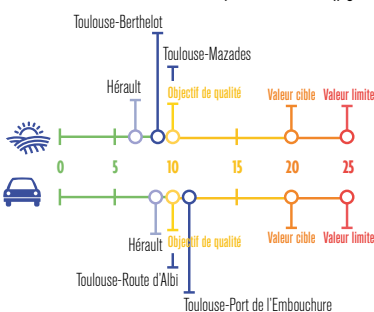 Toulouse-Berthelot
Toulouse-Mazades
Hérault
Objectif de qualité
Valeur cible
Valeur limite
0 5 10 15 20 25
Hérault
Objectif de qualité
Valeur cible
Valeur limite
Toulouse-Route d'Albi
Toulouse-Port de l'Embouchure